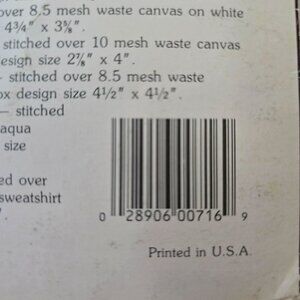 over 8.5 mesh waste canvas on white
4¾" x 3⅝".
stitched over 10 mesh waste canvas
design size 2⅞" x 4".
— stitched over 8.5 mesh waste
ox design size 4½" x 4½".
— stitched
aqua
size
ed over
sweatshirt
".
0 28906 00716 9
Printed in U.S.A.